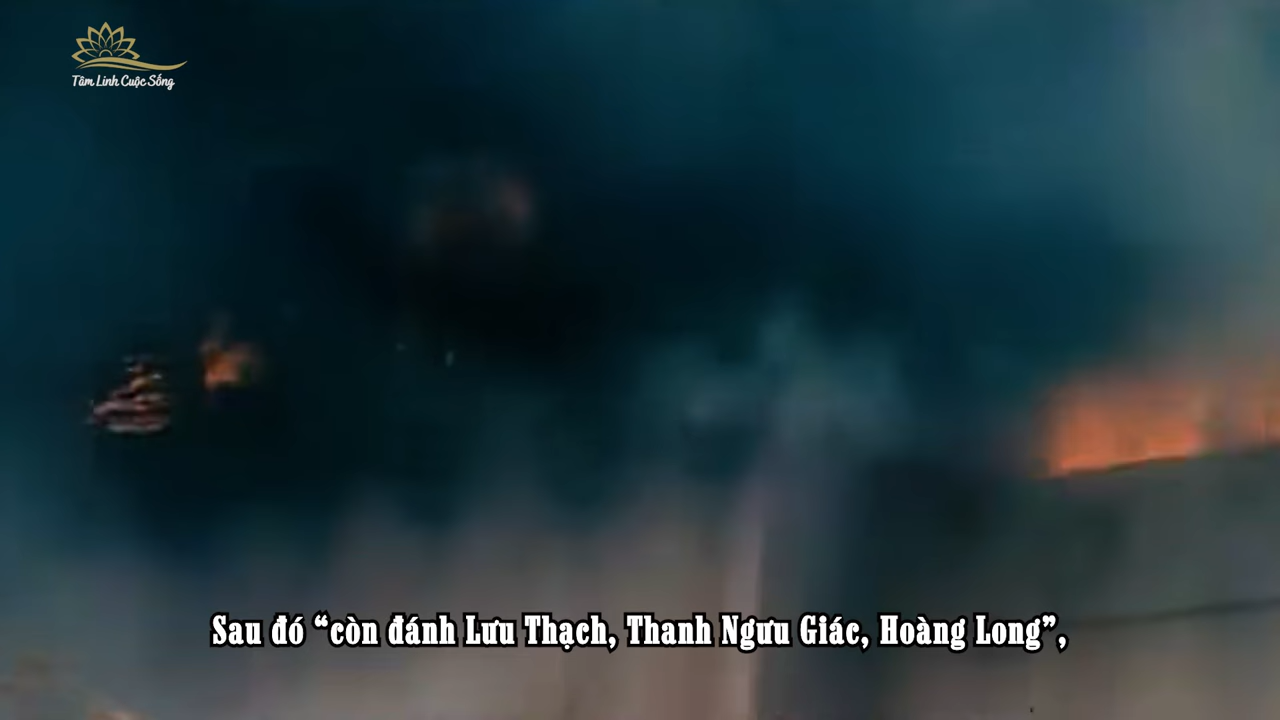 Tâm Linh Cuộc Sống
Sau đó “còn đánh Lưu Thạch, Thanh Ngưu Giác, Hoàng Long”,